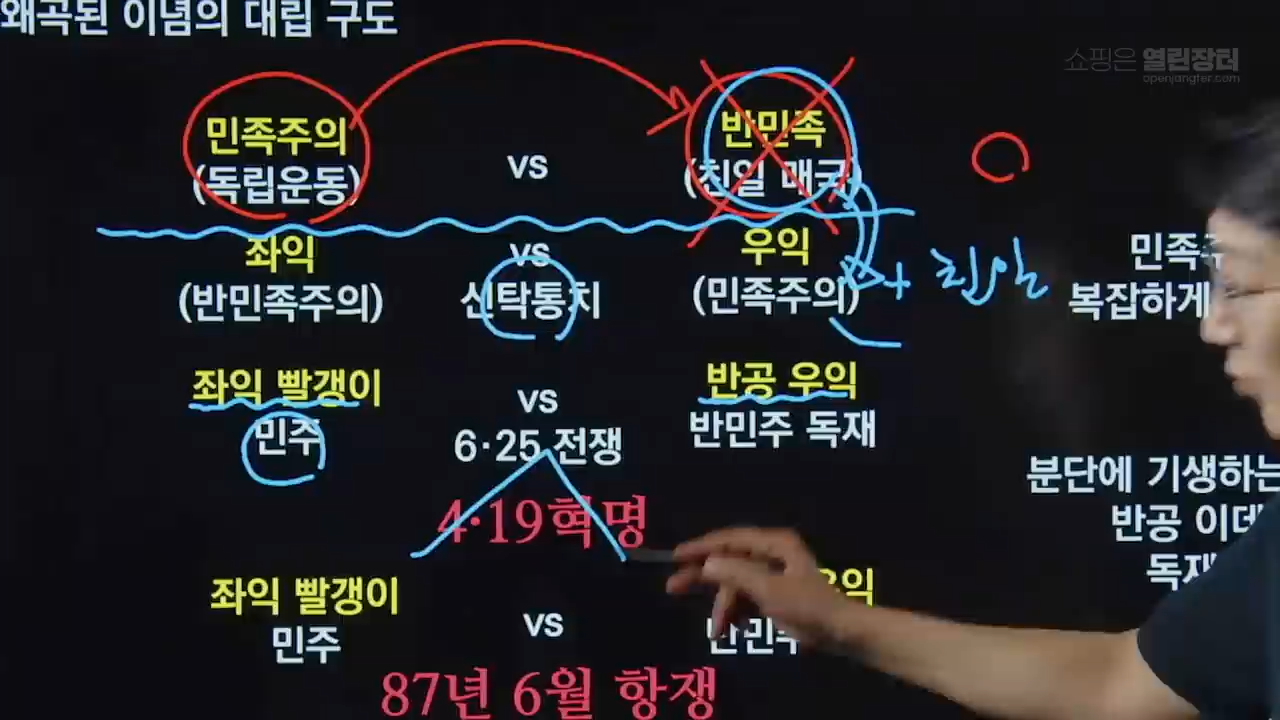 왜곡된 이념의 대립 구도
쇼핑은 열린장터
openjangter.com
민족주의 반민족
(독립운동) vs (친일 매국)
좌익 vs 우익
(반민족주의) 신탁통치 (민족주의) + 친일
민족주
복잡하게
좌익 빨갱이 vs 반공 우익
민주 6·25 전쟁 반민주 독재
분단에 기생하는
4·19혁명
반공 이데
독재
좌익 빨갱이 vs 우익
민주 반민주
87년 6월 항쟁